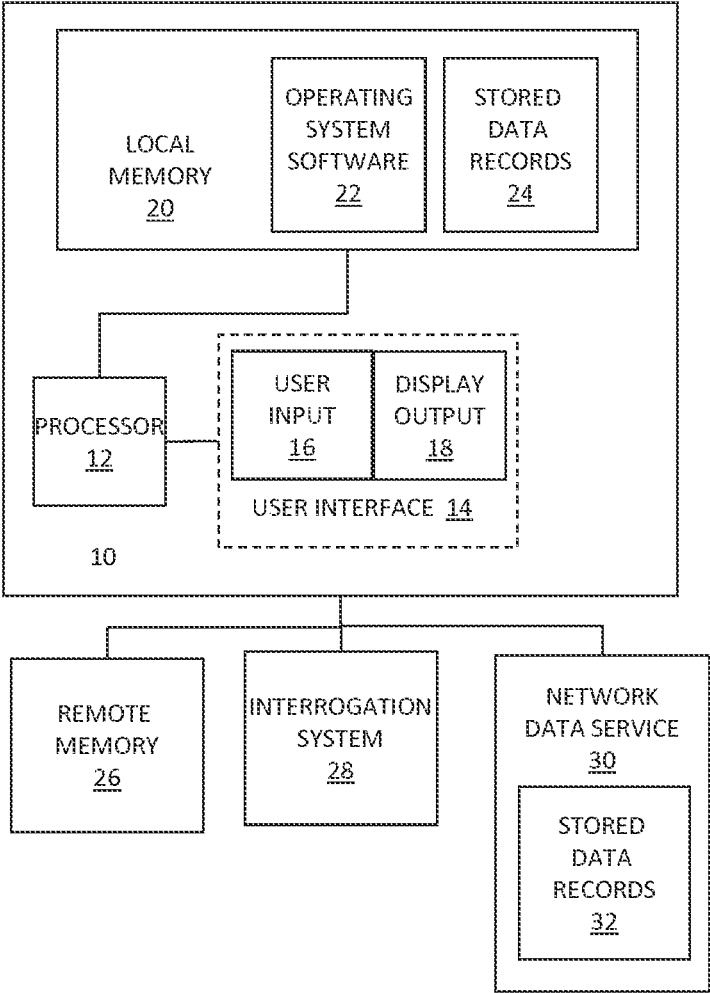 LOCAL
MEMORY
20
OPERATING
SYSTEM
SOFTWARE
22
STORED
DATA
RECORDS
24
PROCESSOR
12
USER
INPUT
16
DISPLAY
OUTPUT
18
USER INTERFACE 14
10
REMOTE
MEMORY
26
INTERROGATION
SYSTEM
28
NETWORK
DATA SERVICE
30
STORED
DATA
RECORDS
32